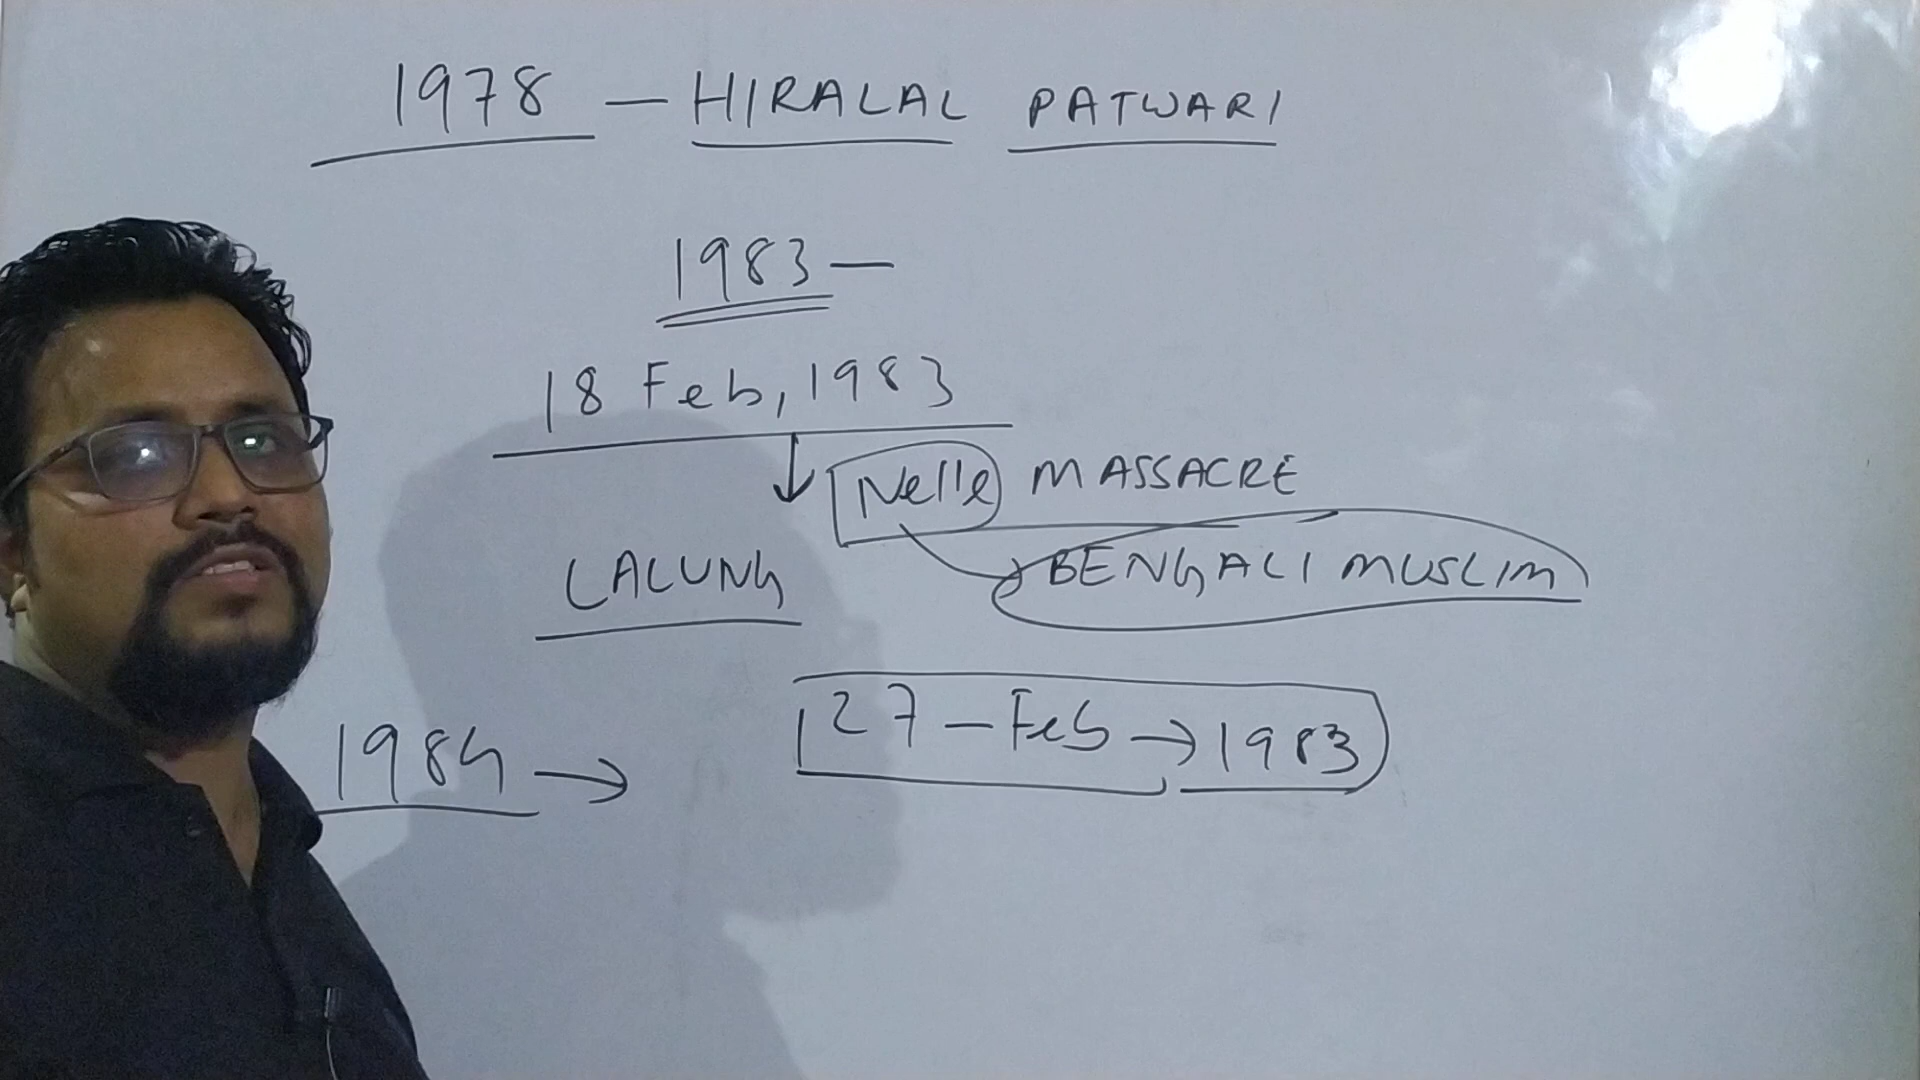 1978 — HIRALAL PATWARI
1983 —
18 Feb, 1983
Nelle MASSACRE
LALUNG
BENGALI MUSLIM
27 — Feb → 1983
1984 →